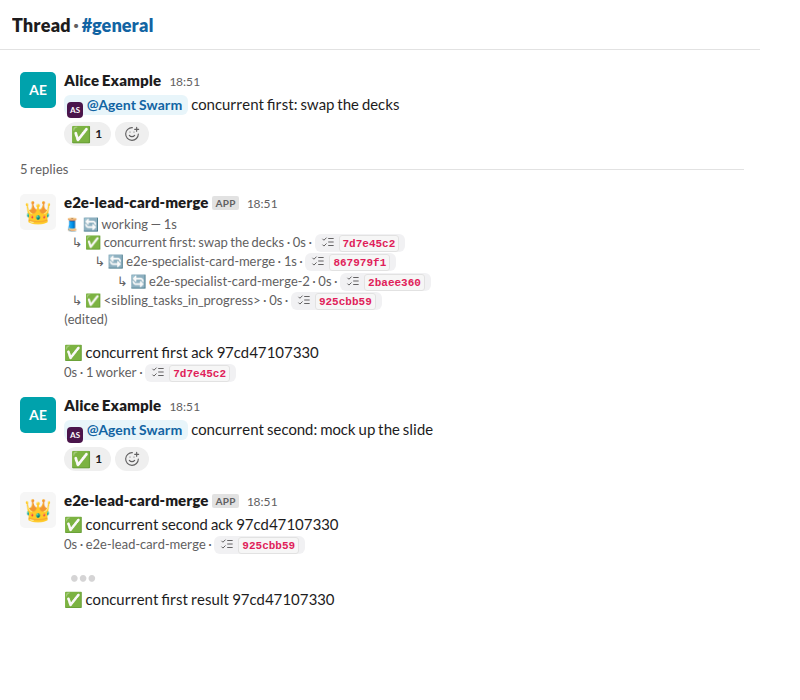 Thread · #general
AE
Alice Example 18:51
AS @Agent Swarm concurrent first: swap the decks
✅ 1
5 replies
e2e-lead-card-merge APP 18:51
🧵 🔄 working — 1s
↳ ✅ concurrent first: swap the decks · 0s · 7d7e45c2
↳ 🔄 e2e-specialist-card-merge · 1s · 867979f1
↳ 🔄 e2e-specialist-card-merge-2 · 0s · 2baee360
↳ ✅ <sibling_tasks_in_progress> · 0s · 925cbb59
(edited)
✅ concurrent first ack 97cd47107330
0s · 1 worker · 7d7e45c2
AE
Alice Example 18:51
AS @Agent Swarm concurrent second: mock up the slide
✅ 1
e2e-lead-card-merge APP 18:51
✅ concurrent second ack 97cd47107330
0s · e2e-lead-card-merge · 925cbb59
✅ concurrent first result 97cd47107330